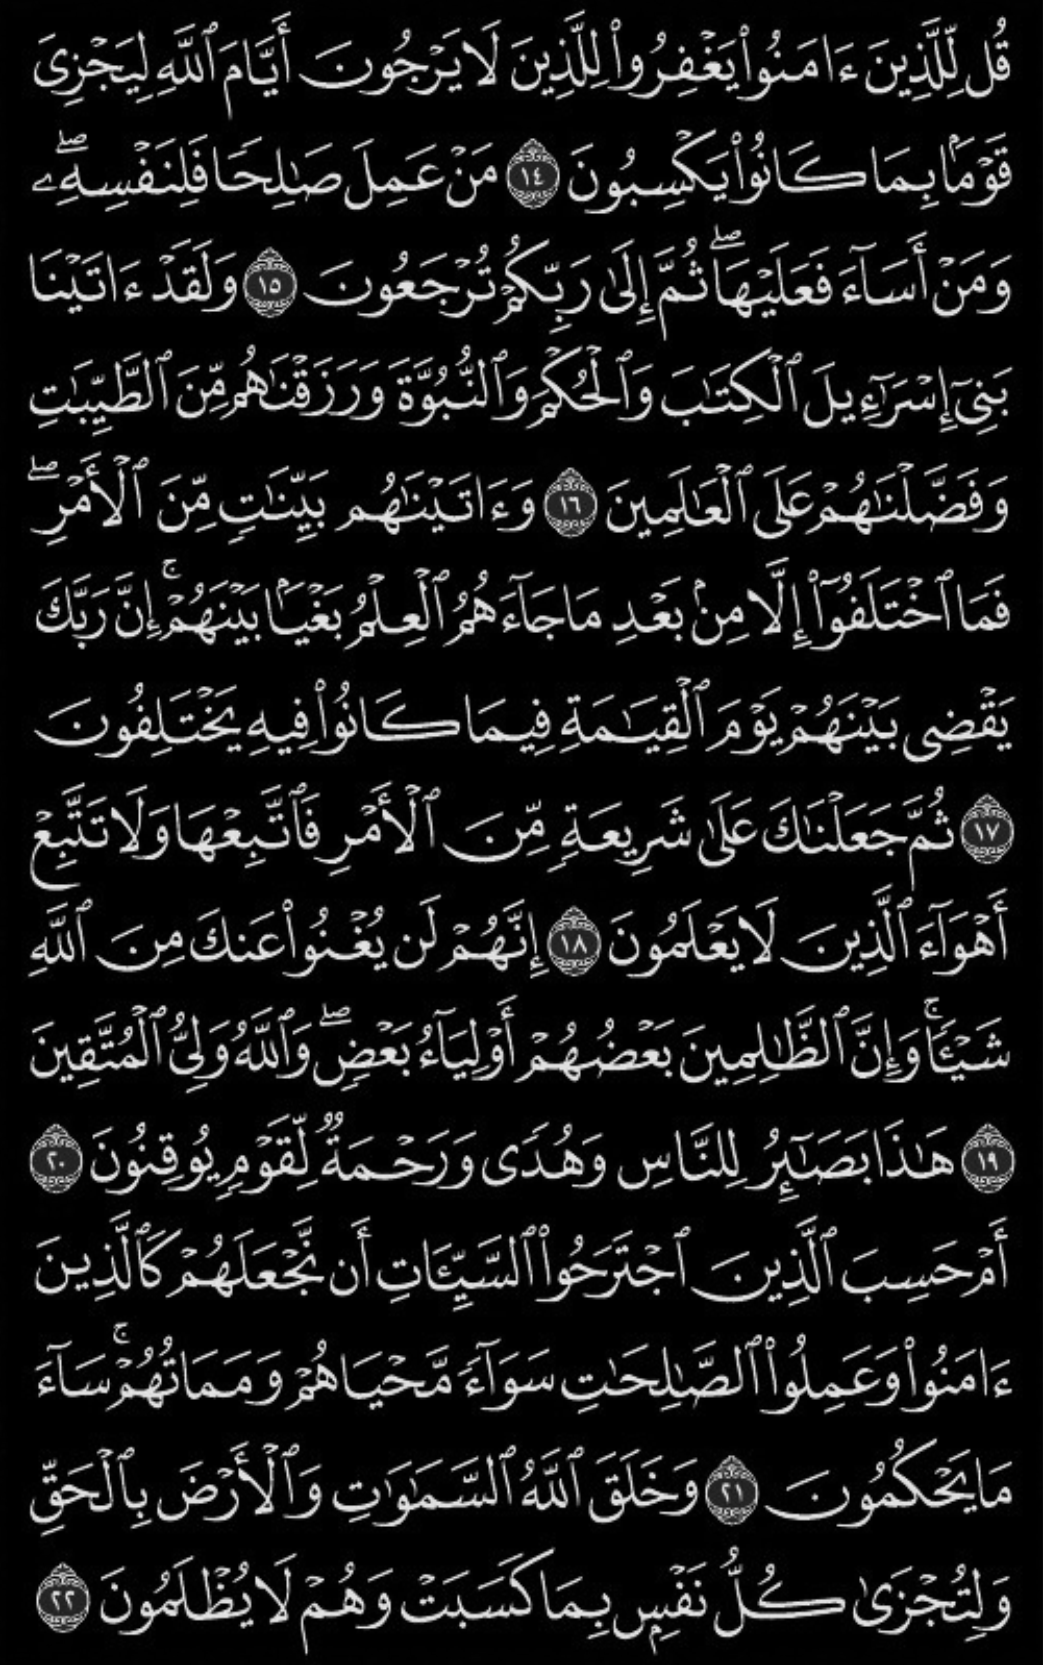 قُل لِّلَّذِينَ ءَامَنُوا۟ يَغْفِرُوا۟ لِلَّذِينَ لَا يَرْجُونَ أَيَّامَ ٱللَّهِ لِيَجْزِىَ
قَوْمًۢا بِمَا كَانُوا۟ يَكْسِبُونَ ١٤ مَنْ عَمِلَ صَـٰلِحًا فَلِنَفْسِهِۦ ۖ
وَمَنْ أَسَآءَ فَعَلَيْهَا ۖ ثُمَّ إِلَىٰ رَبِّكُمْ تُرْجَعُونَ ١٥ وَلَقَدْ ءَاتَيْنَا
بَنِىٓ إِسْرَٰٓءِيلَ ٱلْكِتَـٰبَ وَٱلْحُكْمَ وَٱلنُّبُوَّةَ وَرَزَقْنَـٰهُم مِّنَ ٱلطَّيِّبَـٰتِ
وَفَضَّلْنَـٰهُمْ عَلَى ٱلْعَـٰلَمِينَ ١٦ وَءَاتَيْنَـٰهُم بَيِّنَـٰتٍ مِّنَ ٱلْأَمْرِ ۖ
فَمَا ٱخْتَلَفُوٓا۟ إِلَّا مِنۢ بَعْدِ مَا جَآءَهُمُ ٱلْعِلْمُ بَغْيًۢا بَيْنَهُمْ ۚ إِنَّ رَبَّكَ
يَقْضِى بَيْنَهُمْ يَوْمَ ٱلْقِيَـٰمَةِ فِيمَا كَانُوا۟ فِيهِ يَخْتَلِفُونَ
١٧ ثُمَّ جَعَلْنَـٰكَ عَلَىٰ شَرِيعَةٍ مِّنَ ٱلْأَمْرِ فَٱتَّبِعْهَا وَلَا تَتَّبِعْ
أَهْوَآءَ ٱلَّذِينَ لَا يَعْلَمُونَ ١٨ إِنَّهُمْ لَن يُغْنُوا۟ عَنكَ مِنَ ٱللَّهِ
شَيْـًٔا ۚ وَإِنَّ ٱلظَّـٰلِمِينَ بَعْضُهُمْ أَوْلِيَآءُ بَعْضٍ ۖ وَٱللَّهُ وَلِىُّ ٱلْمُتَّقِينَ
١٩ هَـٰذَا بَصَـٰٓئِرُ لِلنَّاسِ وَهُدًى وَرَحْمَةٌ لِّقَوْمٍ يُوقِنُونَ ٢٠
أَمْ حَسِبَ ٱلَّذِينَ ٱجْتَرَحُوا۟ ٱلسَّيِّـَٔاتِ أَن نَّجْعَلَهُمْ كَٱلَّذِينَ
ءَامَنُوا۟ وَعَمِلُوا۟ ٱلصَّـٰلِحَـٰتِ سَوَآءً مَّحْيَاهُمْ وَمَمَاتُهُمْ ۚ سَآءَ
مَا يَحْكُمُونَ ٢١ وَخَلَقَ ٱللَّهُ ٱلسَّمَـٰوَٰتِ وَٱلْأَرْضَ بِٱلْحَقِّ
وَلِتُجْزَىٰ كُلُّ نَفْسٍۭ بِمَا كَسَبَتْ وَهُمْ لَا يُظْلَمُونَ ٢٢